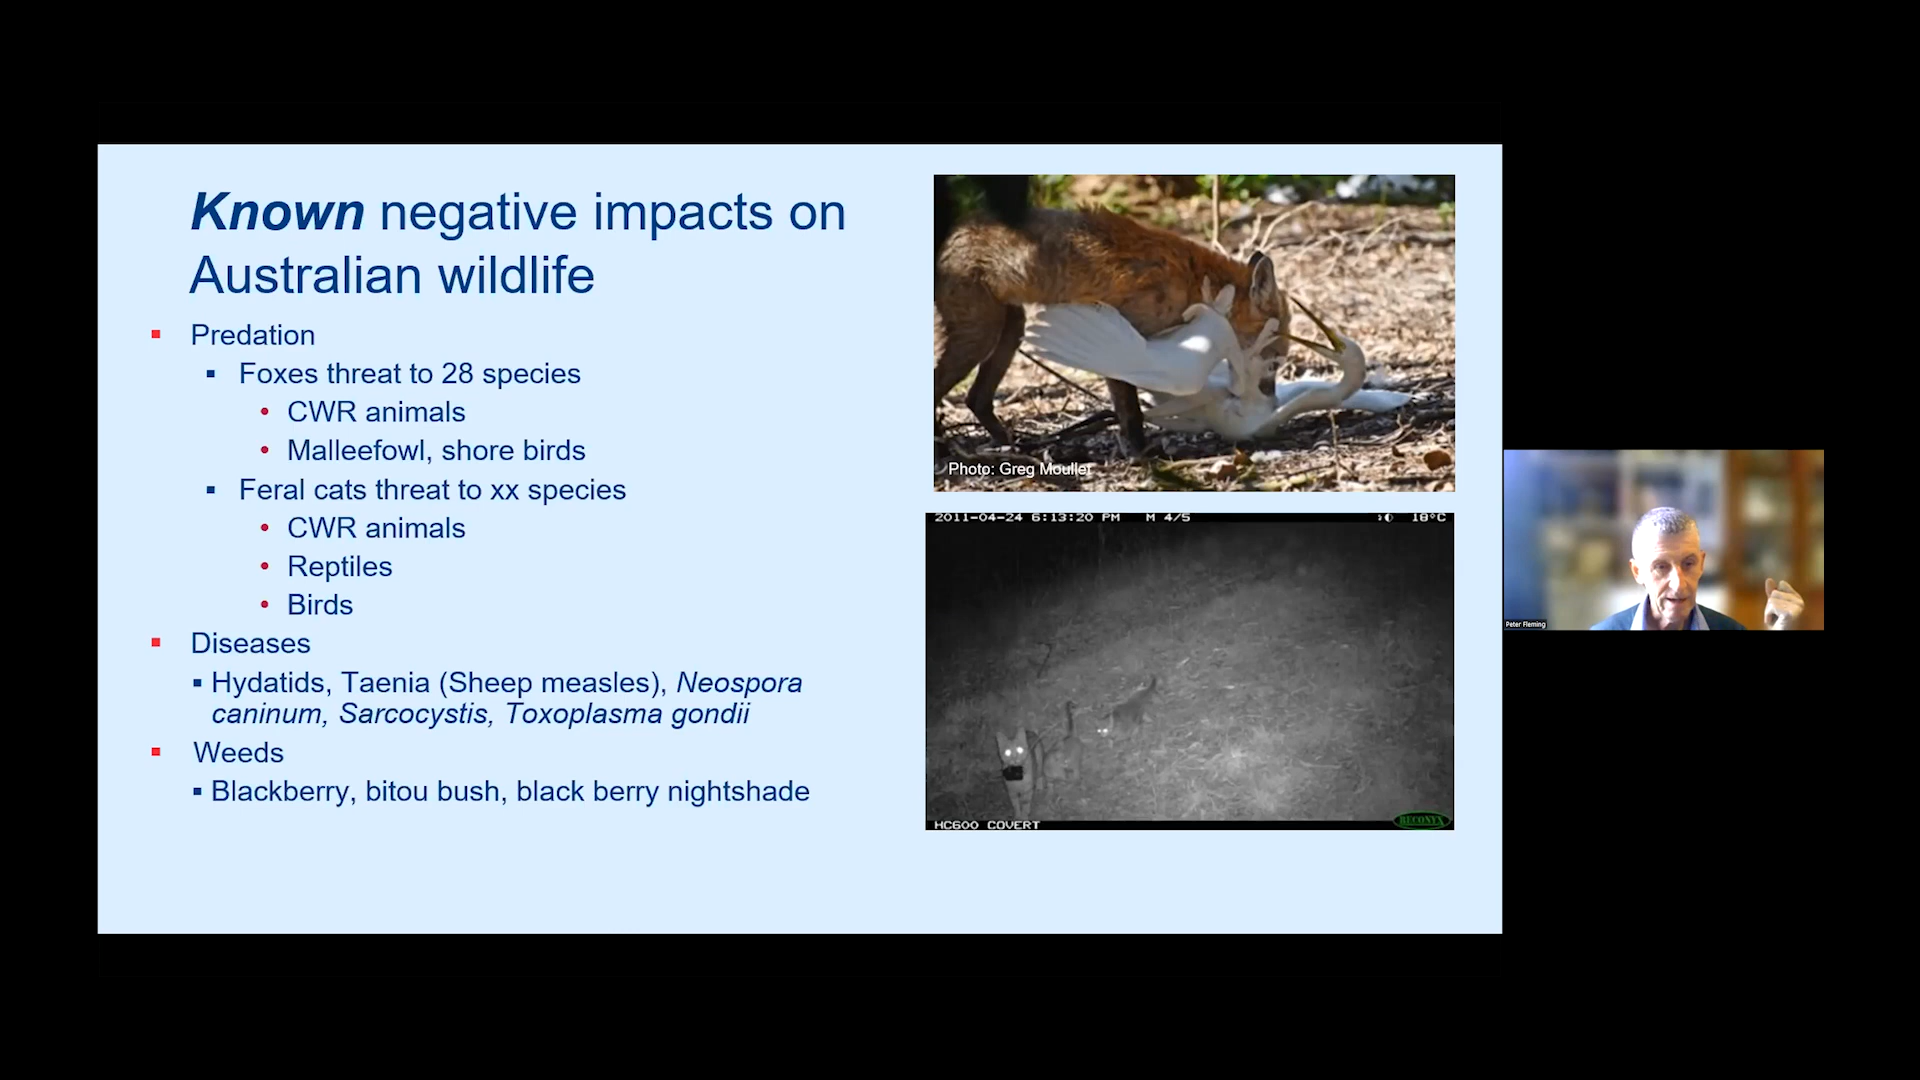 Known negative impacts on
Australian wildlife
Predation
Foxes threat to 28 species
CWR animals
Malleefowl, shore birds
Feral cats threat to xx species
CWR animals
Reptiles
Birds
Diseases
Hydatids, Taenia (Sheep measles), Neospora
caninum, Sarcocystis, Toxoplasma gondii
Weeds
Blackberry, bitou bush, black berry nightshade
Photo: Greg Moullet
2011-04-24 6:13:20 PM M 4/5 18°C
HC600 COVERT
RECONYX
Peter Fleming